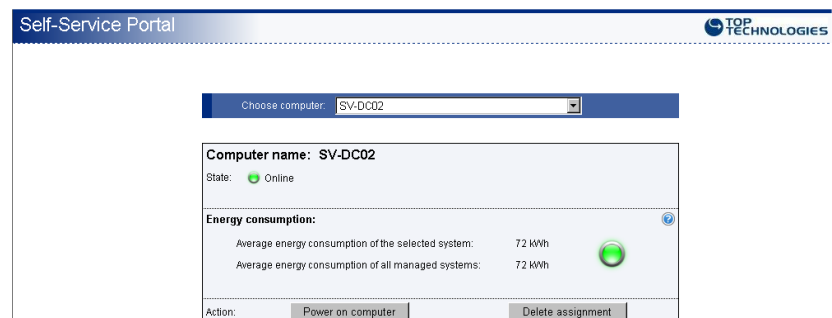 Self-Service Portal
TOP
TECHNOLOGIES
Choose computer: SV-DC02
Computer name: SV-DC02
State: Online
Energy consumption:
Average energy consumption of the selected system: 72 kWh
Average energy consumption of all managed systems: 72 kWh
Action: Power on computer Delete assignment